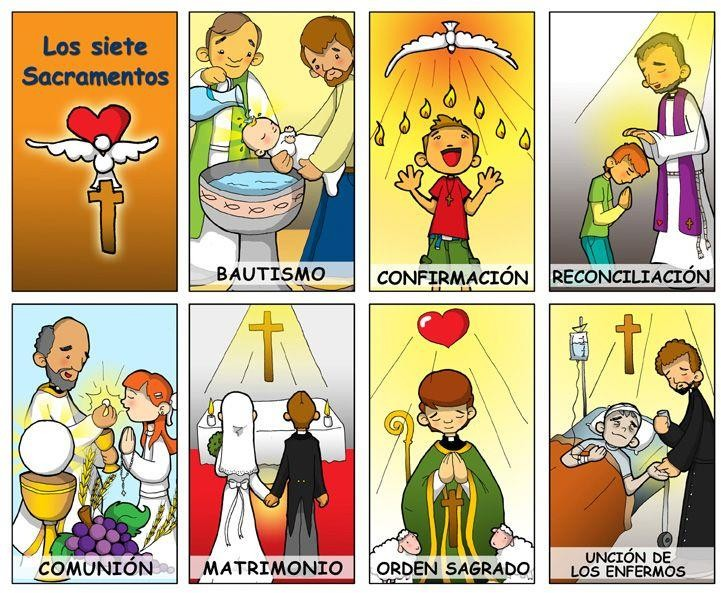 Los siete
Sacramentos
BAUTISMO
CONFIRMACIÓN
RECONCILIACIÓN
COMUNIÓN
MATRIMONIO
ORDEN SAGRADO
UNCIÓN DE
LOS ENFERMOS